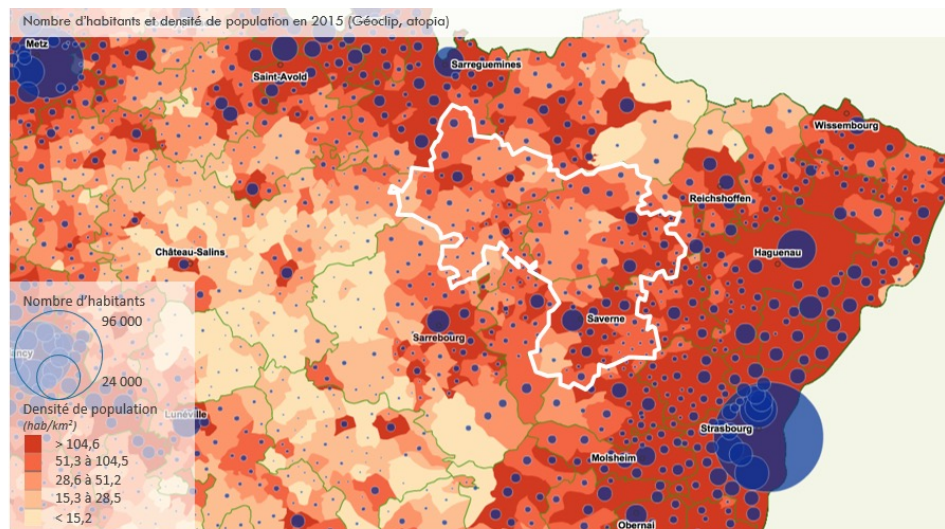 Nombre d'habitants et densité de population en 2015 (Géoclip, atopia)
Metz
Saint-Avold
Sarreguemines
Wissembourg
Reichshoffen
Château-Salins
Haguenau
Nombre d'habitants
96 000
24 000
Sarrebourg
Saverne
Densité de population
(hab/km²)
Lunéville
> 104,6
51,3 à 104,5
28,6 à 51,2
15,3 à 28,5
< 15,2
Strasbourg
Molsheim
Obernai